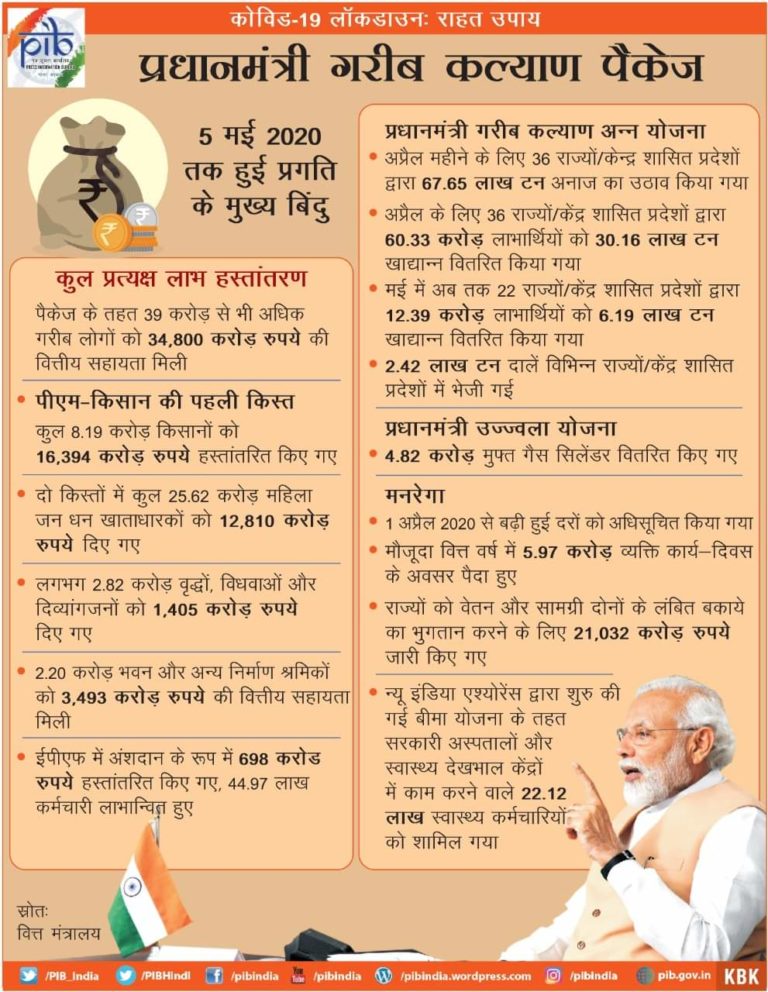 कोविड-19 लॉकडाउनः राहत उपाय
pib
प्रधानमंत्री गरीब कल्याण पैकेज
5 मई 2020
तक हुई प्रगति
के मुख्य बिंदु
कुल प्रत्यक्ष लाभ हस्तांतरण
पैकेज के तहत 39 करोड़ से भी अधिक
गरीब लोगों को 34,800 करोड़ रुपये की
वित्तीय सहायता मिली
• पीएम-किसान की पहली किस्त
कुल 8.19 करोड़ किसानों को
16,394 करोड़ रुपये हस्तांतरित किए गए
• दो किस्तों में कुल 25.62 करोड़ महिला
जन धन खाताधारकों को 12,810 करोड़
रुपये दिए गए
• लगभग 2.82 करोड़ वृद्धों, विधवाओं और
दिव्यांगजनों को 1,405 करोड़ रुपये
दिए गए
• 2.20 करोड़ भवन और अन्य निर्माण श्रमिकों
को 3,493 करोड़ रुपये की वित्तीय सहायता
मिली
• ईपीएफ में अंशदान के रूप में 698 करोड
रुपये हस्तांतरित किए गए, 44.97 लाख
कर्मचारी लाभान्वित हुए
प्रधानमंत्री गरीब कल्याण अन्न योजना
• अप्रैल महीने के लिए 36 राज्यों/केन्द्र शासित प्रदेशों
द्वारा 67.65 लाख टन अनाज का उठाव किया गया
• अप्रैल के लिए 36 राज्यों/केंद्र शासित प्रदेशों द्वारा
60.33 करोड़ लाभार्थियों को 30.16 लाख टन
खाद्यान्न वितरित किया गया
• मई में अब तक 22 राज्यों/केंद्र शासित प्रदेशों द्वारा
12.39 करोड़ लाभार्थियों को 6.19 लाख टन
खाद्यान्न वितरित किया गया
• 2.42 लाख टन दालें विभिन्न राज्यों/केंद्र शासित
प्रदेशों में भेजी गई
प्रधानमंत्री उज्ज्वला योजना
• 4.82 करोड़ मुफ्त गैस सिलेंडर वितरित किए गए
मनरेगा
• 1 अप्रैल 2020 से बढ़ी हुई दरों को अधिसूचित किया गया
• मौजूदा वित्त वर्ष में 5.97 करोड़ व्यक्ति कार्य–दिवस
के अवसर पैदा हुए
• राज्यों को वेतन और सामग्री दोनों के लंबित बकाये
का भुगतान करने के लिए 21,032 करोड़ रुपये
जारी किए गए
• न्यू इंडिया एश्योरेंस द्वारा शुरु की
गई बीमा योजना के तहत
सरकारी अस्पतालों और
स्वास्थ्य देखभाल केंद्रों
में काम करने वाले 22.12
लाख स्वास्थ्य कर्मचारियों
को शामिल गया
स्रोतः
वित्त मंत्रालय
/PIB_India /PIBHindi /pibindia /pibindia /pibindia.wordpress.com /pibindia pib.gov.in KBK